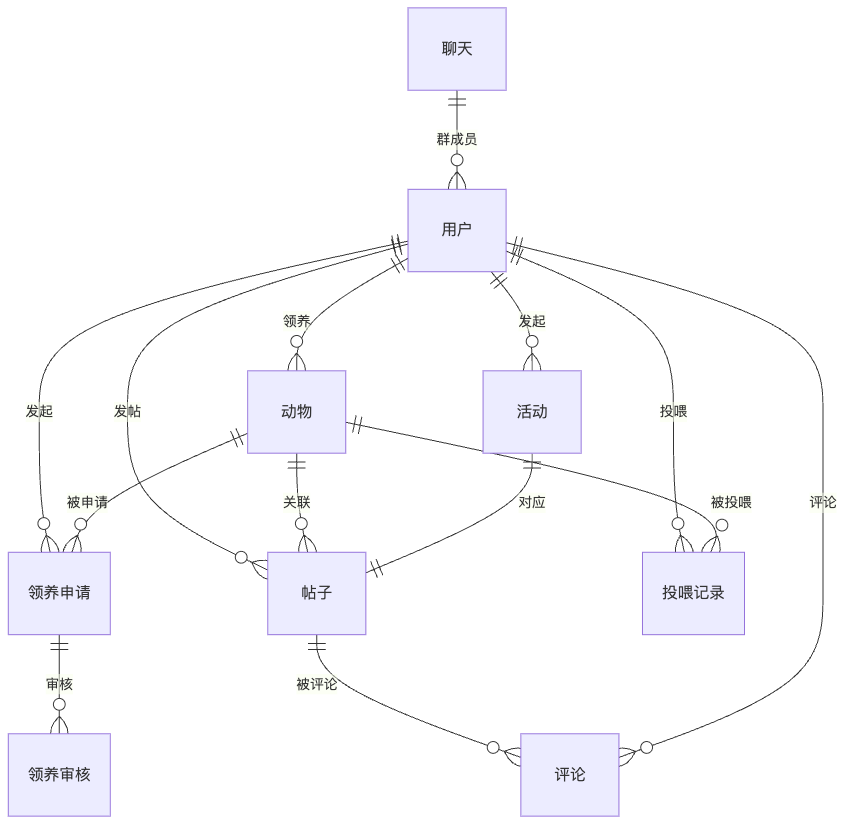 聊天
群成员
用户
领养
发起
发起
发帖
动物
活动
投喂
被申请
关联
对应
被投喂
评论
领养申请
帖子
投喂记录
审核
被评论
领养审核
评论